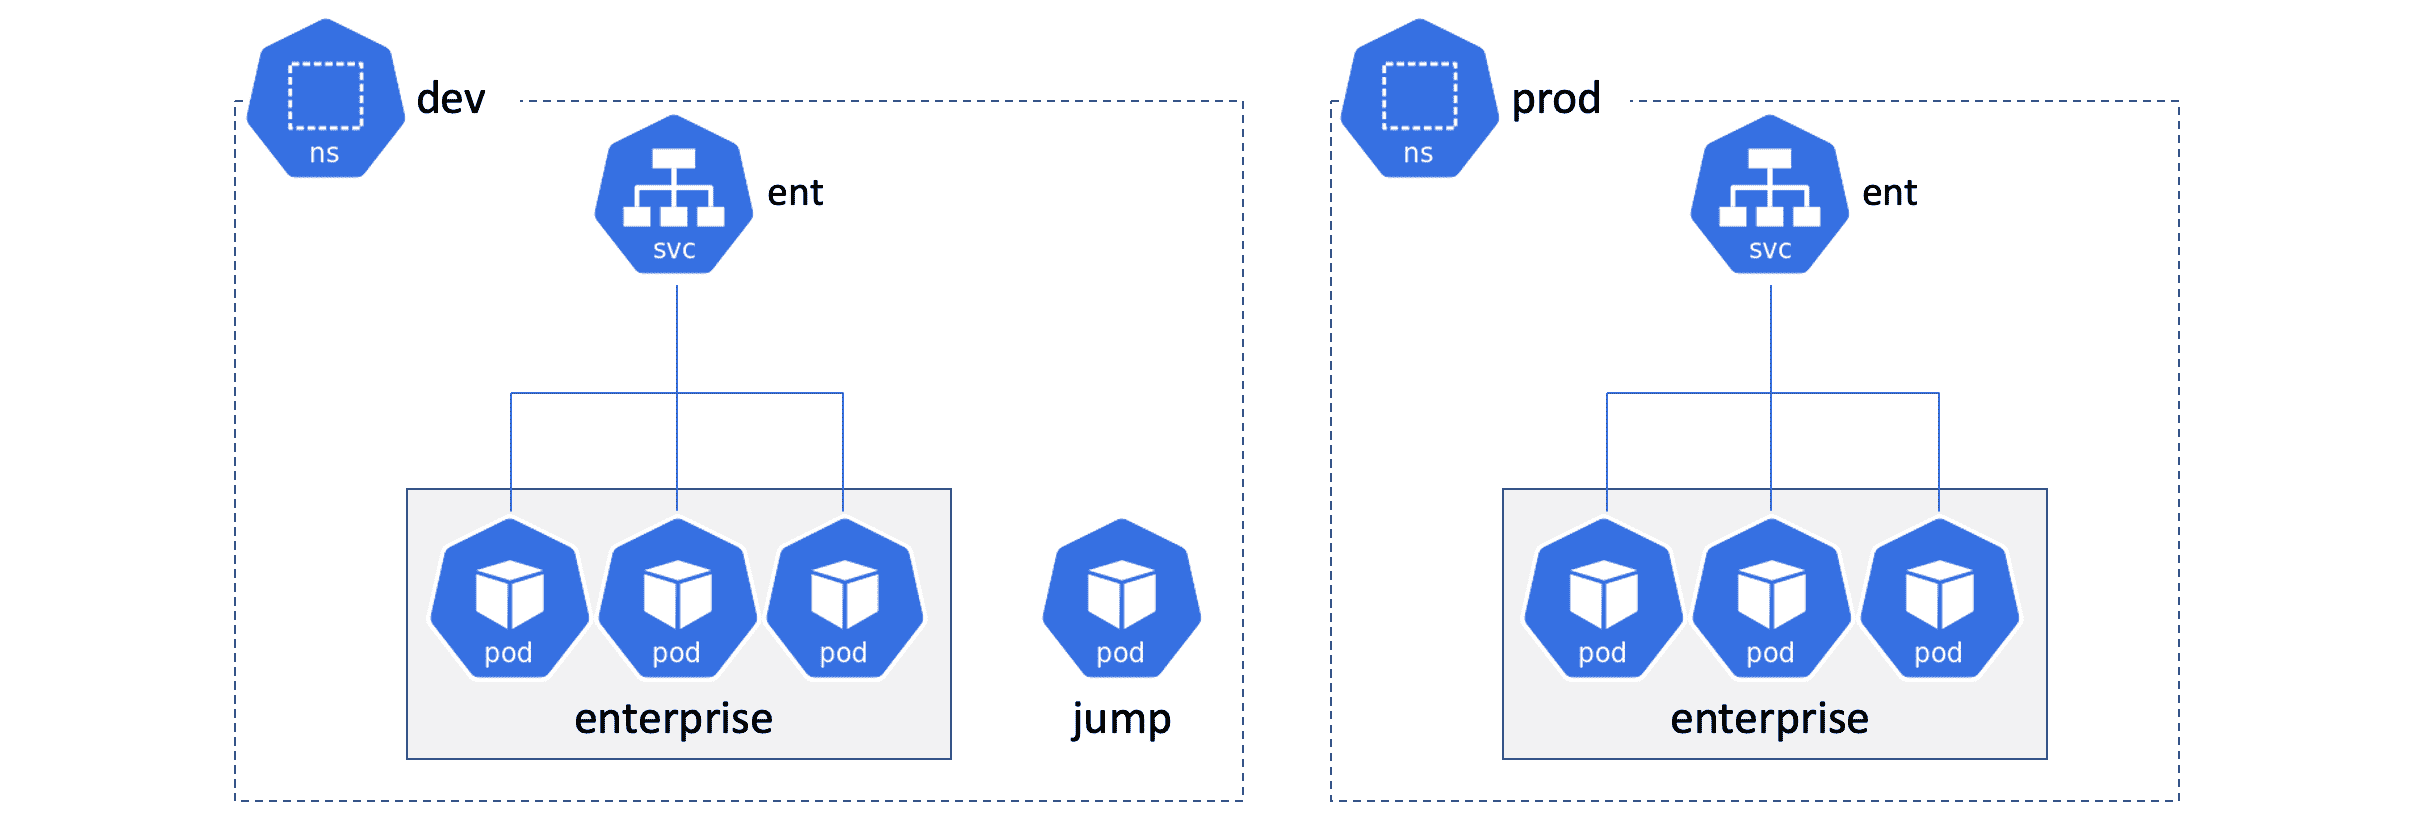 ns
dev
svc
ent
pod
pod
pod
enterprise
pod
jump
ns
prod
svc
ent
pod
pod
pod
enterprise